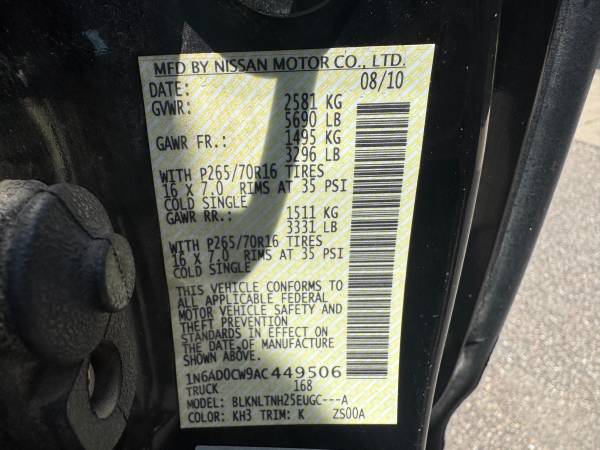 MFD BY NISSAN MOTOR CO., LTD.
DATE: 08/10
GVWR: 2581 KG
5690 LB
GAWR FR.: 1495 KG
3296 LB
WITH P265/70R16 TIRES
16 X 7.0 RIMS AT 35 PSI
COLD SINGLE
GAWR RR.: 1511 KG
3331 LB
WITH P265/70R16 TIRES
16 X 7.0 RIMS AT 35 PSI
COLD SINGLE
THIS VEHICLE CONFORMS TO
ALL APPLICABLE FEDERAL
MOTOR VEHICLE SAFETY AND
THEFT PREVENTION
STANDARDS IN EFFECT ON
THE DATE OF MANUFACTURE
SHOWN ABOVE.
1N6AD0CW9AC449506
TRUCK 168
MODEL: BLKNLTNH25EUGC---A
COLOR: KH3 TRIM: K ZS00A